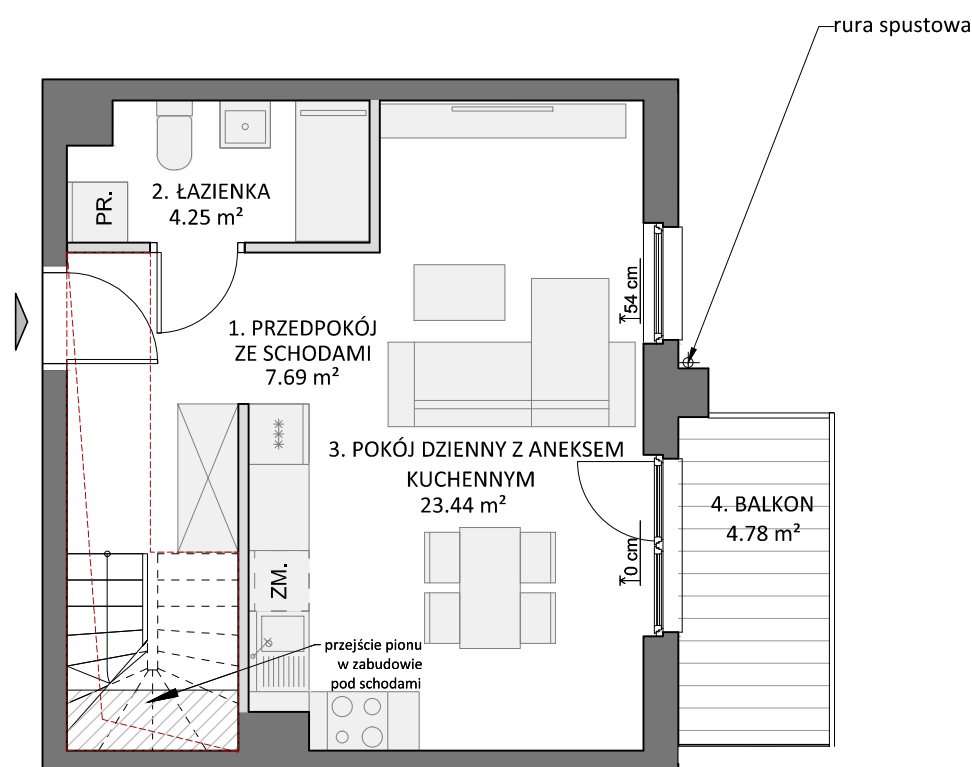 rura spustowa
2. ŁAZIENKA
4.25 m²
PR.
1. PRZEDPOKÓJ
ZE SCHODAMI
7.69 m²
54 cm
3. POKÓJ DZIENNY Z ANEKSEM
KUCHENNYM
23.44 m²
4. BALKON
4.78 m²
0 cm
ZM.
przejście pionu
w zabudowie
pod schodami